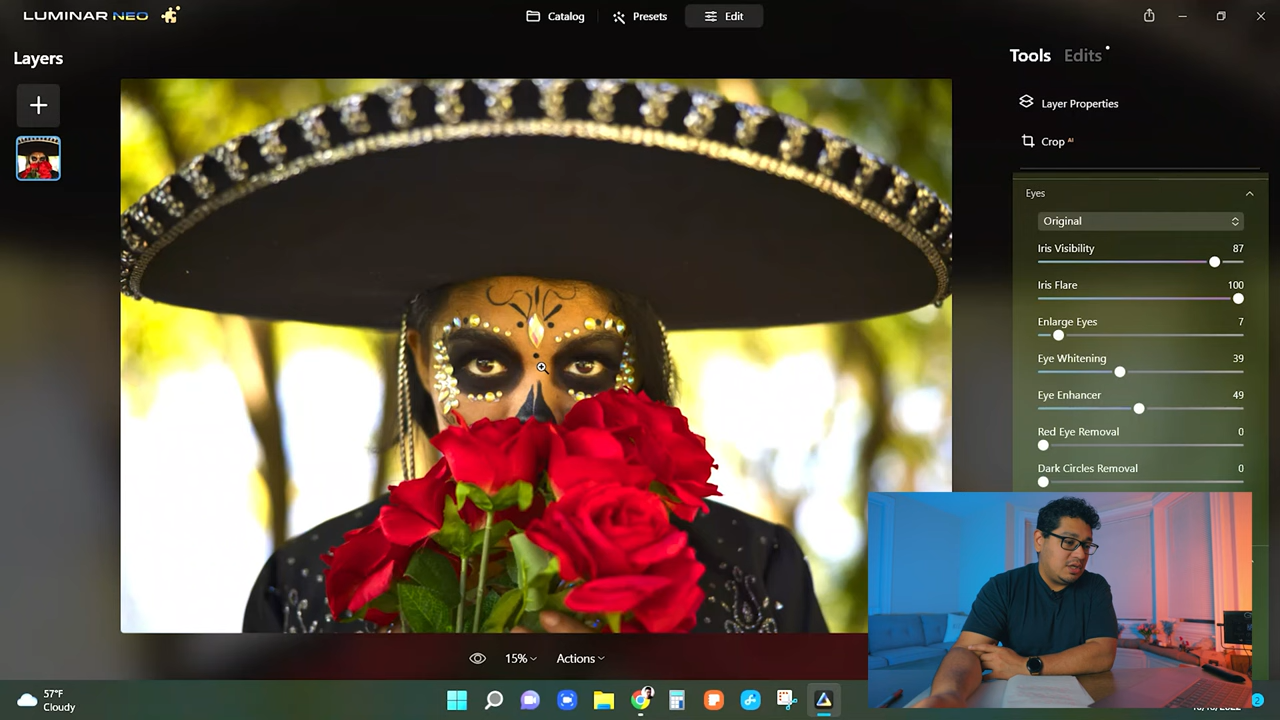 LUMINAR NEO
Catalog
Presets
Edit
Layers
Tools Edits
Layer Properties
Crop AI
Eyes
Original
Iris Visibility 87
Iris Flare 100
Enlarge Eyes 7
Eye Whitening 39
Eye Enhancer 49
Red Eye Removal 0
Dark Circles Removal 0
15%
Actions
57°F
Cloudy
2